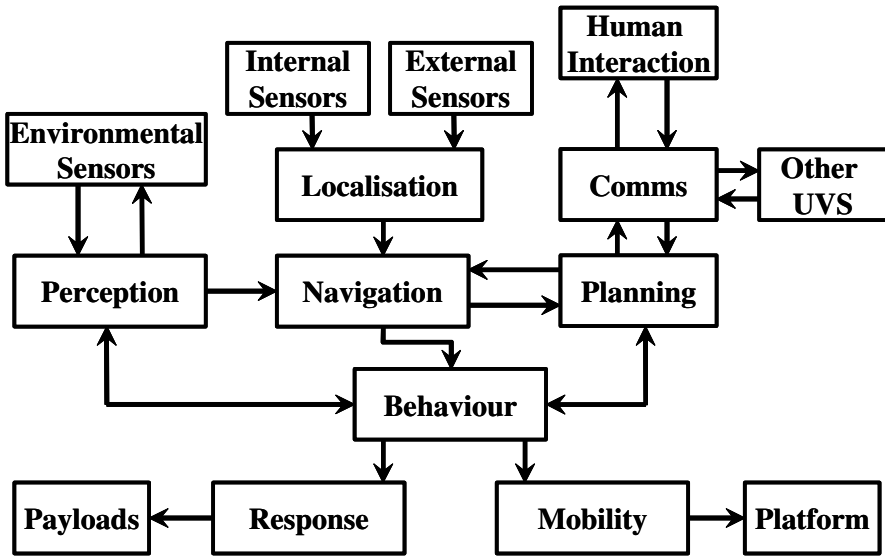 Human
Interaction
Internal
Sensors
External
Sensors
Environmental
Sensors
Localisation
Comms
Other
UVS
Perception
Navigation
Planning
Behaviour
Payloads
Response
Mobility
Platform